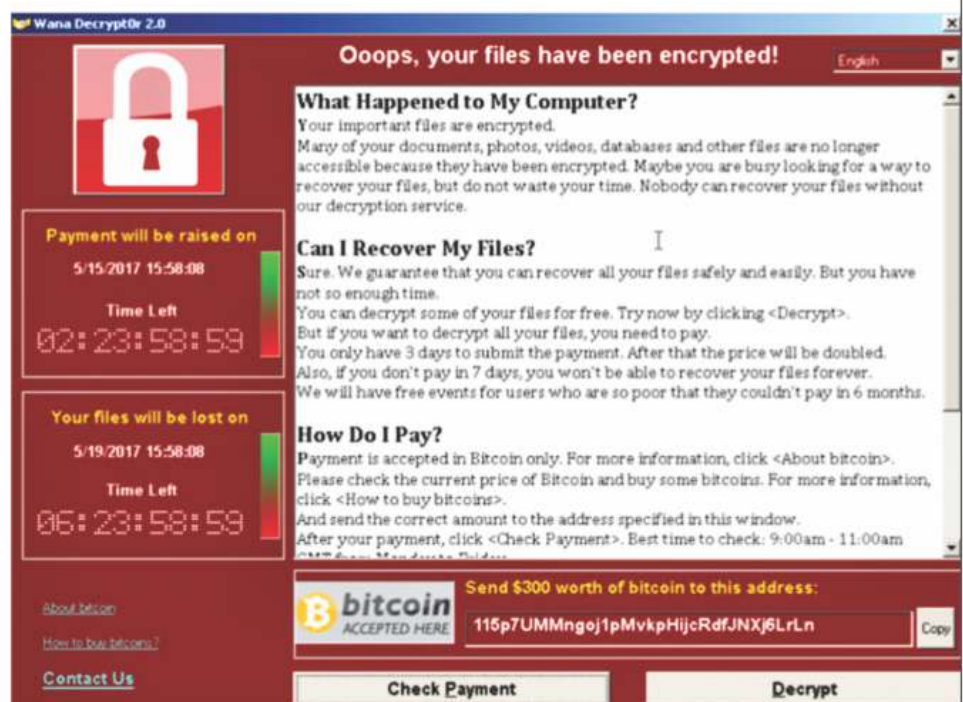 Wana Decrypt0r 2.0
Ooops, your files have been encrypted!
English
Payment will be raised on
5/15/2017 15:58:08
Time Left
02:23:58:59
Your files will be lost on
5/19/2017 15:58:08
Time Left
06:23:58:59
About bitcoin
How to buy bitcoins?
Contact Us
What Happened to My Computer?
Your important files are encrypted.
Many of your documents, photos, videos, databases and other files are no longer
accessible because they have been encrypted. Maybe you are busy looking for a way to
recover your files, but do not waste your time. Nobody can recover your files without
our decryption service.
Can I Recover My Files?
Sure. We guarantee that you can recover all your files safely and easily. But you have
not so enough time.
You can decrypt some of your files for free. Try now by clicking <Decrypt>.
But if you want to decrypt all your files, you need to pay.
You only have 3 days to submit the payment. After that the price will be doubled.
Also, if you don't pay in 7 days, you won't be able to recover your files forever.
We will have free events for users who are so poor that they couldn't pay in 6 months.
How Do I Pay?
Payment is accepted in Bitcoin only. For more information, click <About bitcoin>.
Please check the current price of Bitcoin and buy some bitcoins. For more information,
click <How to buy bitcoins>.
And send the correct amount to the address specified in this window.
After your payment, click <Check Payment>. Best time to check: 9:00am - 11:00am
GMT from Monday to Friday.
bitcoin
ACCEPTED HERE
Send $300 worth of bitcoin to this address:
115p7UMMngoj1pMvkpHijcRdfJNXj6LrLn
Copy
Check Payment
Decrypt